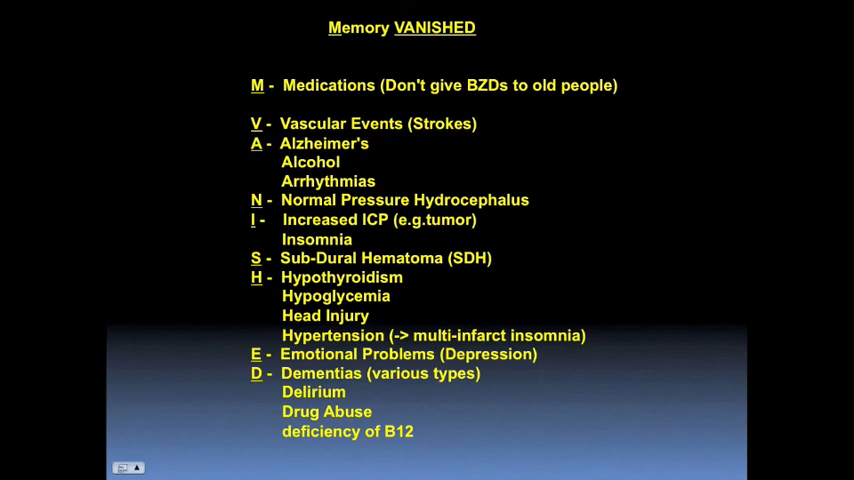 Memory VANISHED
M - Medications (Don't give BZDs to old people)
V - Vascular Events (Strokes)
A - Alzheimer's
Alcohol
Arrhythmias
N - Normal Pressure Hydrocephalus
I - Increased ICP (e.g.tumor)
Insomnia
S - Sub-Dural Hematoma (SDH)
H - Hypothyroidism
Hypoglycemia
Head Injury
Hypertension (-> multi-infarct insomnia)
E - Emotional Problems (Depression)
D - Dementias (various types)
Delirium
Drug Abuse
deficiency of B12